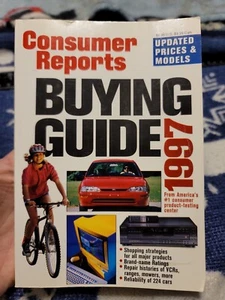 Consumer
Reports
UPDATED
PRICES &
MODELS
BUYING
GUIDE
1997
From America's
#1 consumer
product-testing
center
• Shopping strategies
for all major products
• Brand-name Ratings
• Repair histories of VCRs,
ranges, mowers, more
• Reliability of 224 cars